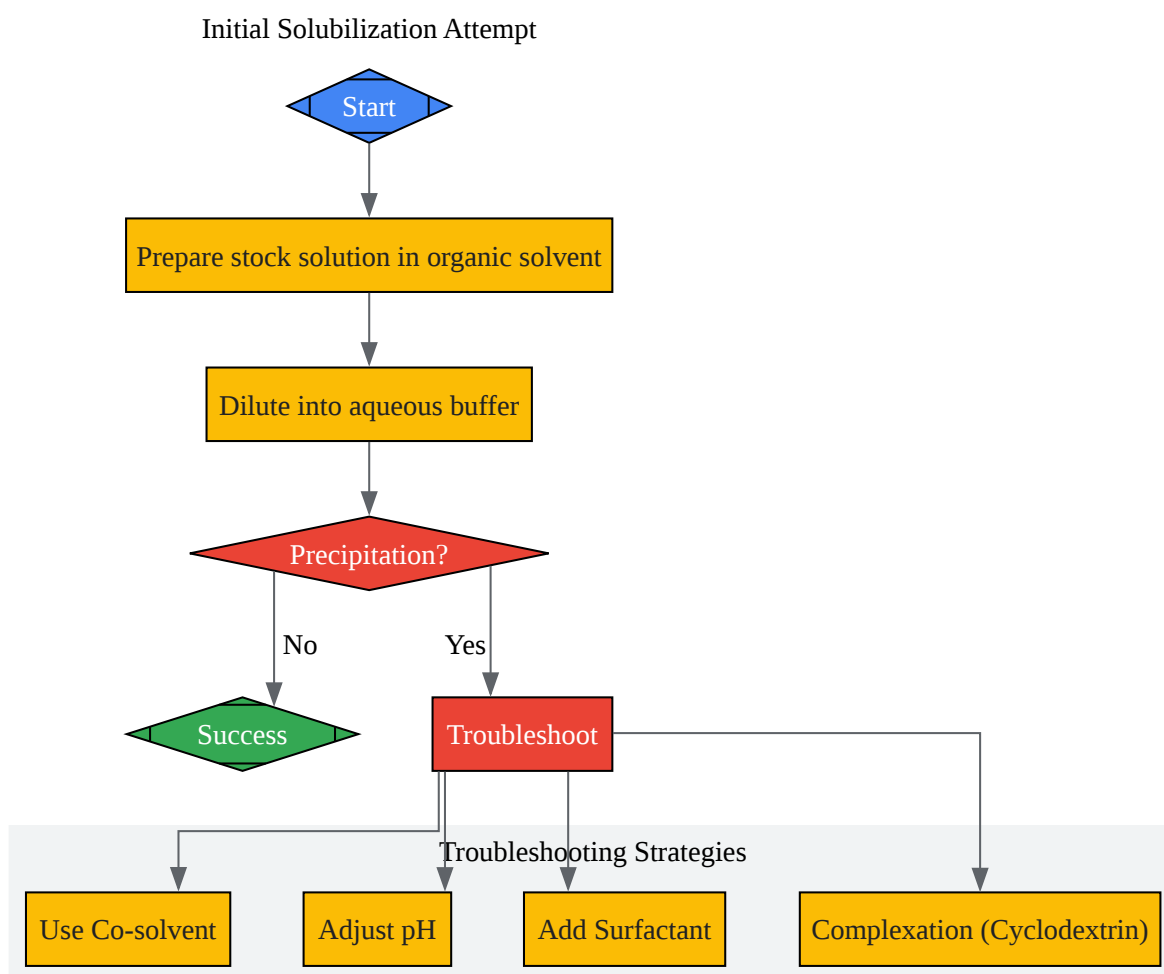 Initial Solubilization Attempt
Start
Prepare stock solution in organic solvent
Dilute into aqueous buffer
Precipitation?
No
Yes
Success
Troubleshoot
Troubleshooting Strategies
Use Co-solvent
Adjust pH
Add Surfactant
Complexation (Cyclodextrin)